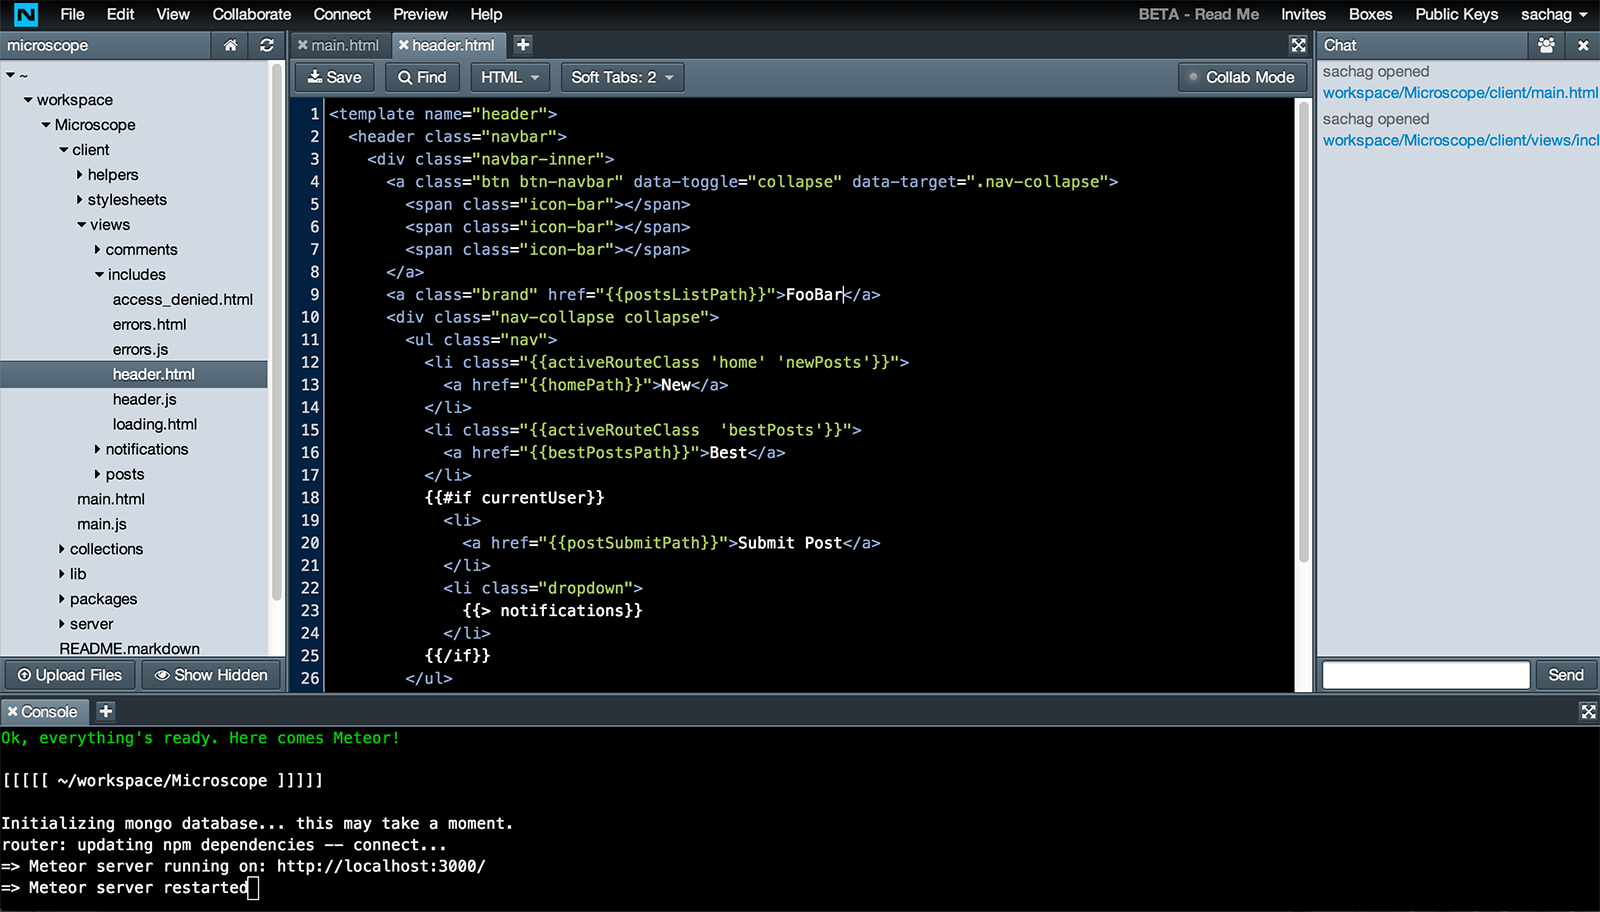 N File Edit View Collaborate Connect Preview Help BETA - Read Me Invites Boxes Public Keys sachag
microscope
main.html header.html
Chat
Save Find HTML Soft Tabs: 2 Collab Mode
~
workspace
Microscope
client
helpers
stylesheets
views
comments
includes
access_denied.html
errors.html
errors.js
header.html
header.js
loading.html
notifications
posts
main.html
main.js
collections
lib
packages
server
README.markdown
Upload Files Show Hidden
1 <template name="header">
2 <header class="navbar">
3 <div class="navbar-inner">
4 <a class="btn btn-navbar" data-toggle="collapse" data-target=".nav-collapse">
5 <span class="icon-bar"></span>
6 <span class="icon-bar"></span>
7 <span class="icon-bar"></span>
8 </a>
9 <a class="brand" href="{{postsListPath}}">FooBar</a>
10 <div class="nav-collapse collapse">
11 <ul class="nav">
12 <li class="{{activeRouteClass 'home' 'newPosts'}}">
13 <a href="{{homePath}}">New</a>
14 </li>
15 <li class="{{activeRouteClass  'bestPosts'}}">
16 <a href="{{bestPostsPath}}">Best</a>
17 </li>
18 {{#if currentUser}}
19 <li>
20 <a href="{{postSubmitPath}}">Submit Post</a>
21 </li>
22 <li class="dropdown">
23 {{> notifications}}
24 </li>
25 {{/if}}
26 </ul>
sachag opened
workspace/Microscope/client/main.html
sachag opened
workspace/Microscope/client/views/incl
Send
Console
Ok, everything's ready. Here comes Meteor!
[[[[[ ~/workspace/Microscope ]]]]]
Initializing mongo database... this may take a moment.
router: updating npm dependencies -- connect...
=> Meteor server running on: http://localhost:3000/
=> Meteor server restarted